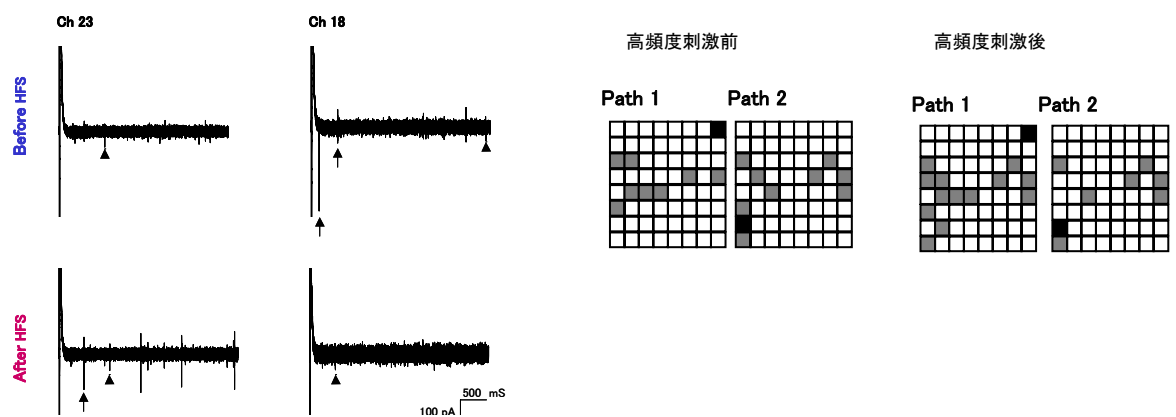 Ch 23
Ch 18
Before HFS
After HFS
500 mS
100 pA
高頻度刺激前
高頻度刺激後
Path 1
Path 2
Path 1
Path 2